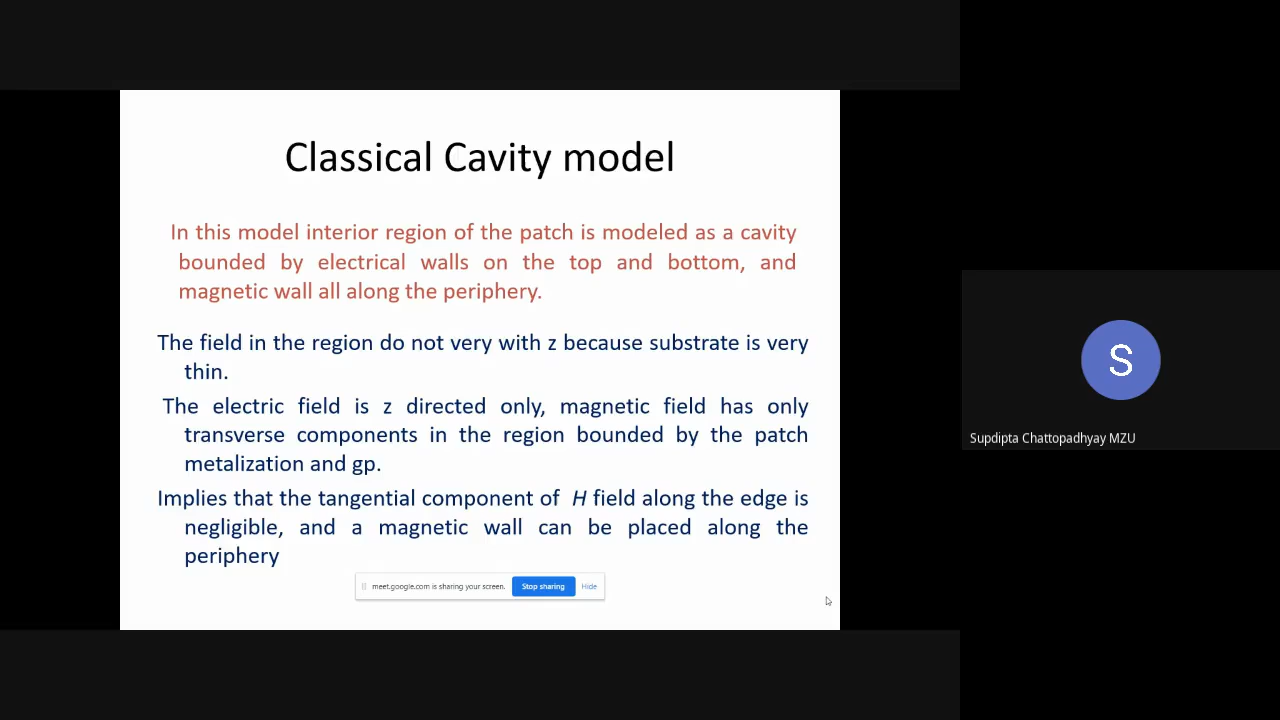 Classical Cavity model
In this model interior region of the patch is modeled as a cavity
bounded by electrical walls on the top and bottom, and
magnetic wall all along the periphery.
The field in the region do not very with z because substrate is very
thin.
The electric field is z directed only, magnetic field has only
transverse components in the region bounded by the patch
metalization and gp.
Implies that the tangential component of H field along the edge is
negligible, and a magnetic wall can be placed along the
periphery
meet.google.com is sharing your screen. Stop sharing Hide
S
Supdipta Chattopadhyay MZU